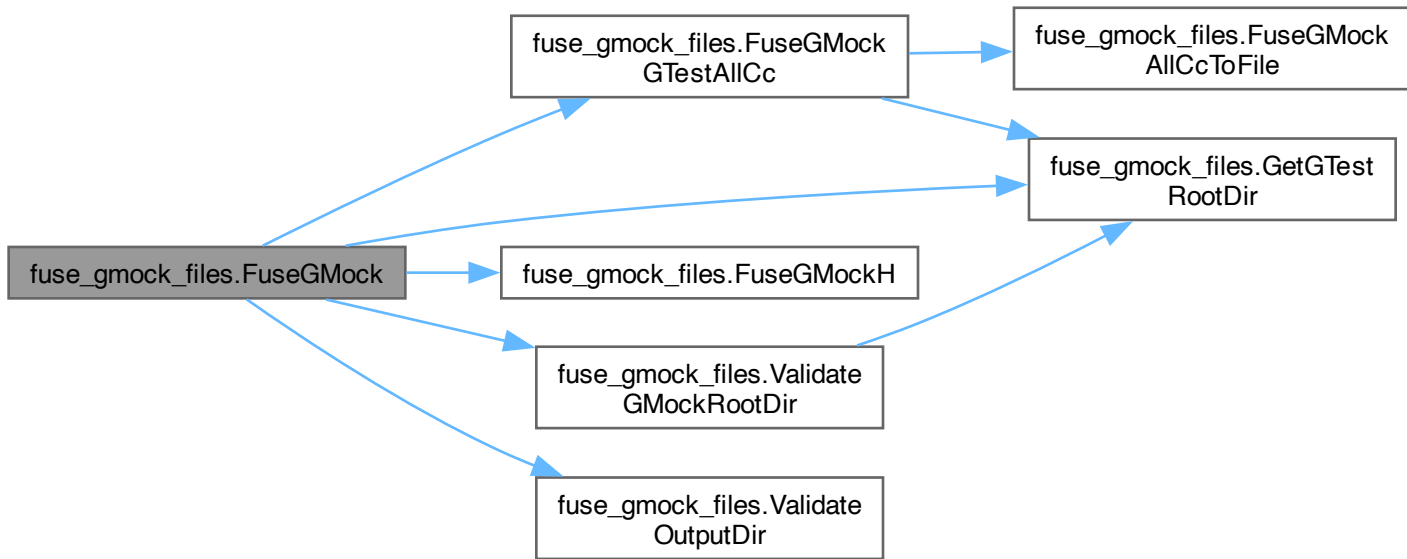 fuse_gmock_files.FuseGMock
GTestAllCc
fuse_gmock_files.FuseGMock
AllCcToFile
fuse_gmock_files.GetGTest
RootDir
fuse_gmock_files.FuseGMock
fuse_gmock_files.FuseGMockH
fuse_gmock_files.Validate
GMockRootDir
fuse_gmock_files.Validate
OutputDir